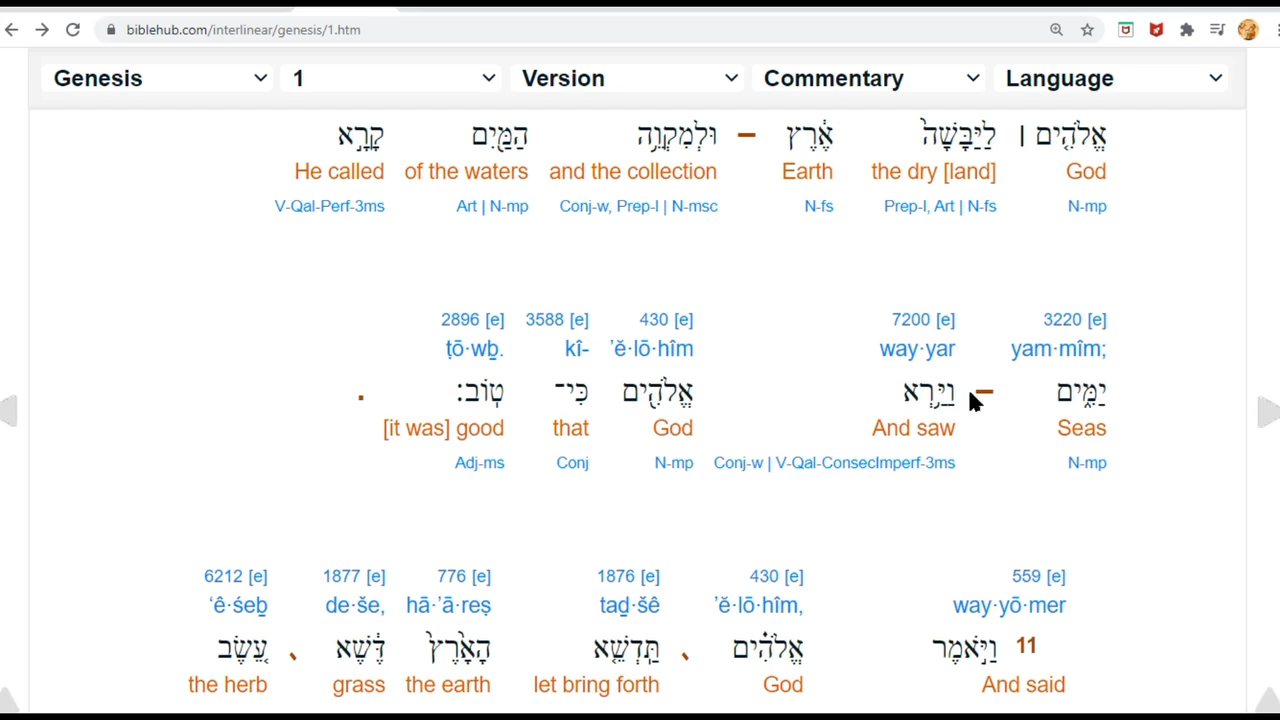 biblehub.com/interlinear/genesis/1.htm
Genesis 1 Version Commentary Language
אֱלֹהִ֤ים ׀ לַיַּבָּשָׁה֙ אֶ֔רֶץ – וּלְמִקְוֵ֥ה הַמַּ֖יִם קָרָ֣א
God the dry [land] Earth and the collection of the waters He called
N-mp Prep-l, Art | N-fs N-fs Conj-w, Prep-l | N-msc Art | N-mp V-Qal-Perf-3ms
3220 [e] 7200 [e] 430 [e] 3588 [e] 2896 [e]
yam·mîm; way·yar ’ĕ·lō·hîm kî- ṭō·wḇ.
יַמִּ֑ים – וַיַּ֥רְא אֱלֹהִ֖ים כִּי־ טֽוֹב׃ .
Seas And saw God that [it was] good
N-mp Conj-w | V-Qal-ConsecImperf-3ms N-mp Conj Adj-ms
559 [e] 430 [e] 1876 [e] 776 [e] 1877 [e] 6212 [e]
way·yō·mer ’ĕ·lō·hîm, taḏ·šê hā·’ā·reṣ de·še, ‘ê·śeḇ
11 וַיֹּ֣אמֶר אֱלֹהִ֗ים 、 תַּֽדְשֵׁ֤א הָאָ֙רֶץ֙ דֶּ֔שֶׁא 、 עֵ֚שֶׂב
And said God let bring forth the earth grass the herb